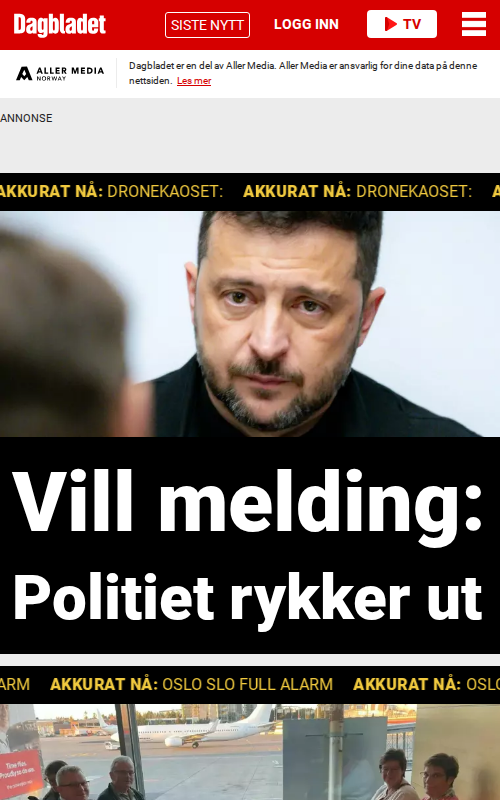 Dagbladet
SISTE NYTT
LOGG INN
TV
ALLER MEDIA
NORWAY
Dagbladet er en del av Aller Media. Aller Media er ansvarlig for dine data på denne
nettsiden. Les mer
ANNONSE
AKKURAT NÅ: DRONEKAOSET: AKKURAT NÅ: DRONEKAOSET: A
Vill melding:
Politiet rykker ut
ARM AKKURAT NÅ: OSLO SLO FULL ALARM AKKURAT NÅ: OSLO